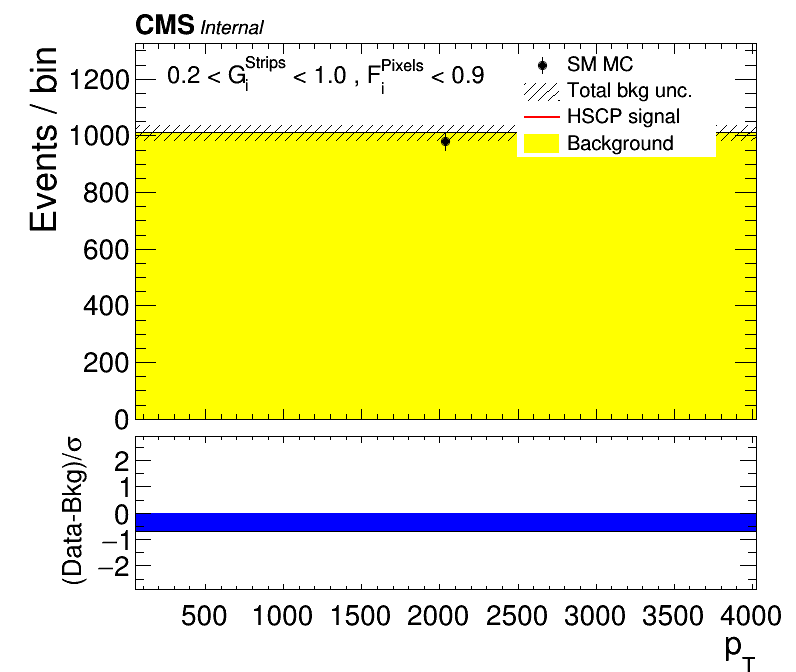 CMS Internal
0.2 < G_i^Strips < 1.0 , F_i^Pixels < 0.9
SM MC
Total bkg unc.
HSCP signal
Background
Events / bin
1200
1000
800
600
400
200
0
(Data-Bkg)/σ
2
1
0
−1
−2
500 1000 1500 2000 2500 3000 3500 4000
p_T